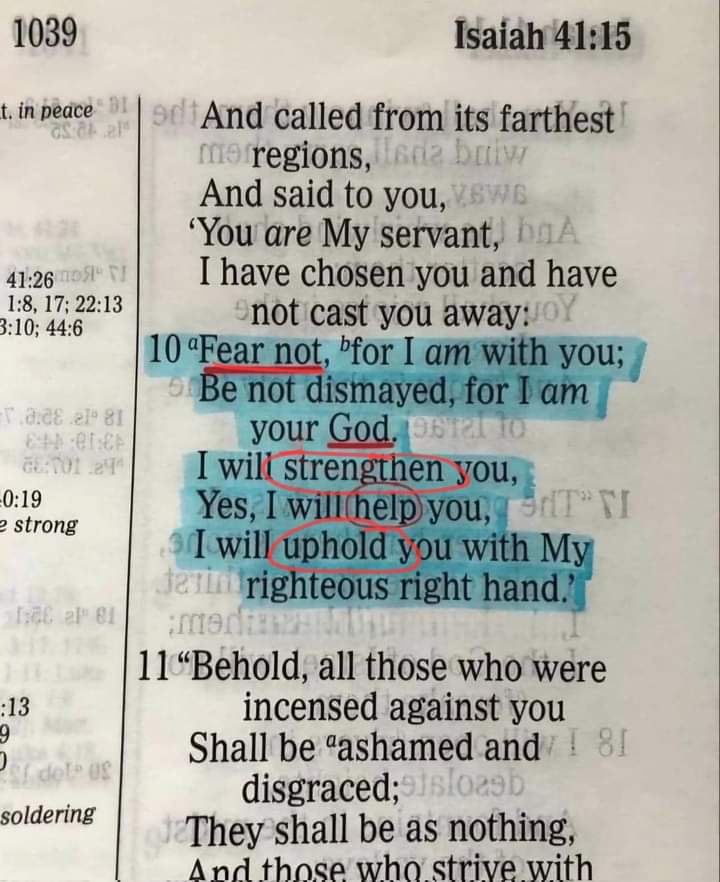 1039
Isaiah 41:15
t. in peace
41:26
1:8, 17; 22:13
3:10; 44:6
0:19
e strong
:13
9
0
soldering
And called from its farthest
regions,
And said to you,
‘You are My servant,
I have chosen you and have
not cast you away:
10 ᵃFear not, ᵇfor I am with you;
Be not dismayed, for I am
your God.
I will strengthen you,
Yes, I will help you,
I will uphold you with My
righteous right hand.’
11 “Behold, all those who were
incensed against you
Shall be ᵃashamed and
disgraced;
They shall be as nothing,
And those who strive with